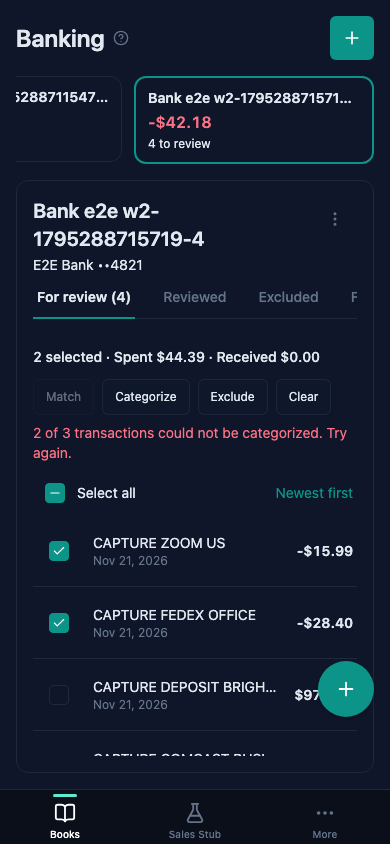 Banking
5288711547...
Bank e2e w2-179528871571...
-$42.18
4 to review
Bank e2e w2-
1795288715719-4
E2E Bank ••4821
For review (4) Reviewed Excluded F
2 selected · Spent $44.39 · Received $0.00
Match Categorize Exclude Clear
2 of 3 transactions could not be categorized. Try
again.
Select all Newest first
CAPTURE ZOOM US
-$15.99
Nov 21, 2026
CAPTURE FEDEX OFFICE
-$28.40
Nov 21, 2026
CAPTURE DEPOSIT BRIGH...
$97
Nov 21, 2026
Books Sales Stub More